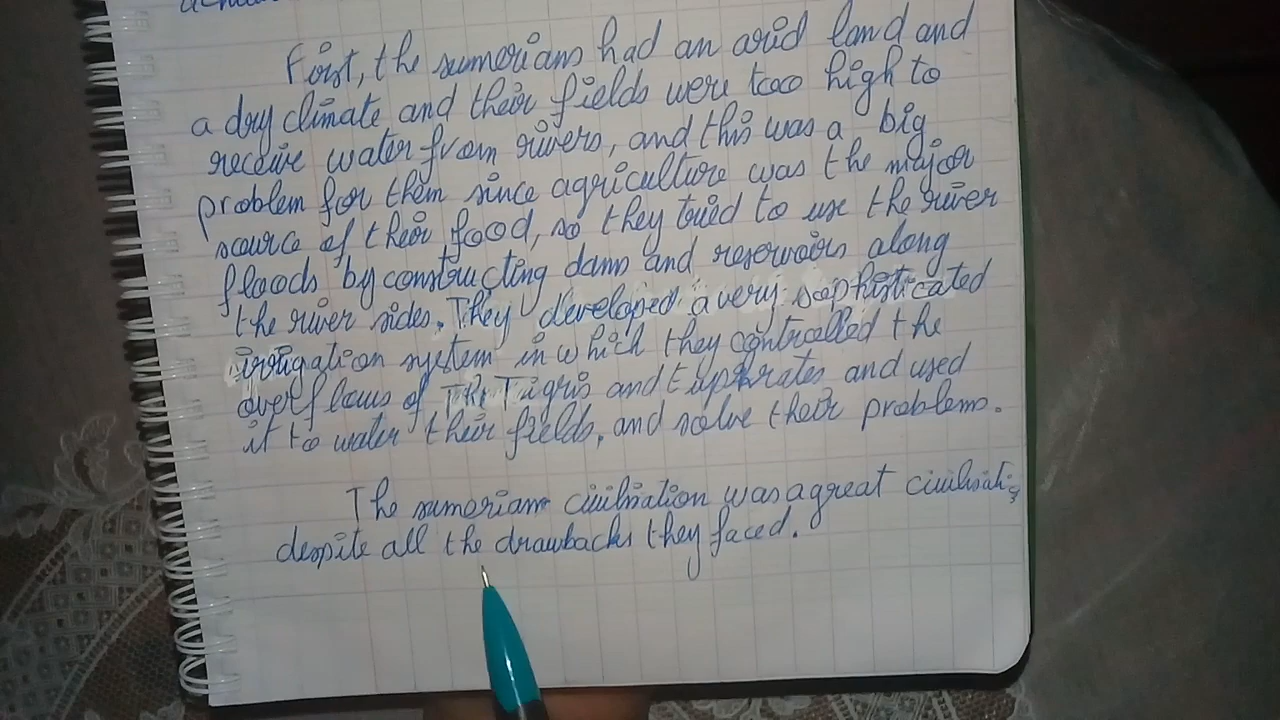 First, the sumerians had an arid land and
a dry climate and their fields were too high to
receive water from rivers, and this was a big
problem for them since agriculture was the major
source of their food, so they tried to use the river
floods by constructing dams and reservoirs along
the river sides. They developed a very sophisticated
irrigation system in which they controlled the
overflows of The Tigris and Euphrates and used
it to water their fields, and solve their problems.
The sumerian civilisation was a great civilisation
despite all the drawbacks they faced.